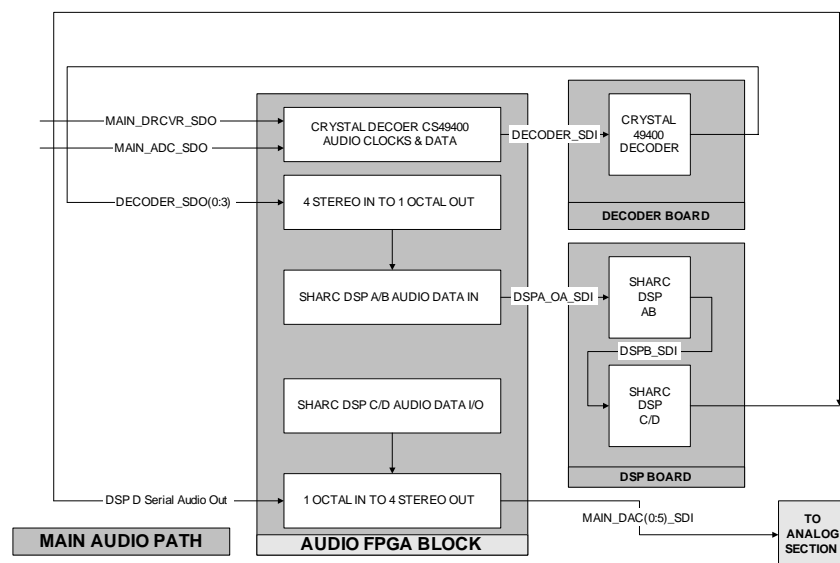 MAIN_DRCVR_SDO
MAIN_ADC_SDO
CRYSTAL DECOER CS49400
AUDIO CLOCKS & DATA
DECODER_SDI
CRYSTAL
49400
DECODER
DECODER BOARD
DECODER_SDO(0:3)
4 STEREO IN TO 1 OCTAL OUT
SHARC DSP A/B AUDIO DATA IN
DSPA_OA_SDI
SHARC
DSP
AB
DSPB_SDI
SHARC
DSP
C/D
DSP BOARD
SHARC DSP C/D AUDIO DATA I/O
DSP D Serial Audio Out
1 OCTAL IN TO 4 STEREO OUT
MAIN_DAC(0:5)_SDI
TO
ANALOG
SECTION
MAIN AUDIO PATH
AUDIO FPGA BLOCK